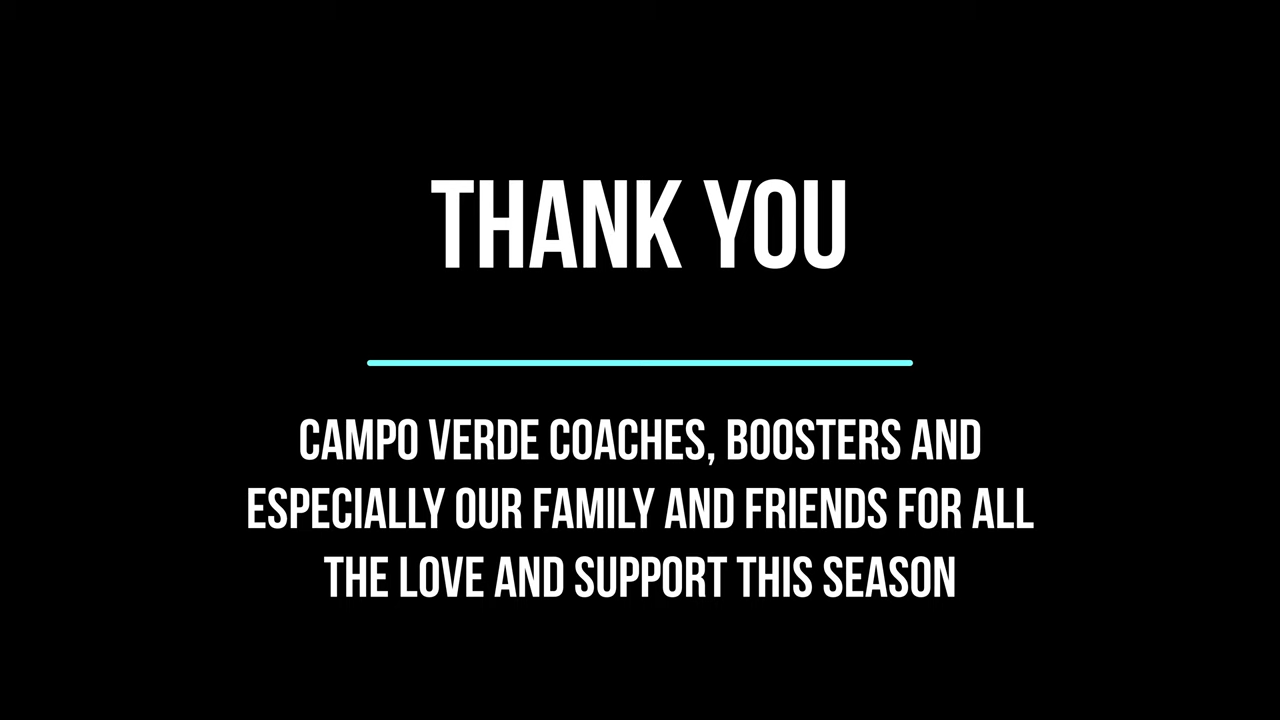 THANK YOU
CAMPO VERDE COACHES, BOOSTERS AND
ESPECIALLY OUR FAMILY AND FRIENDS FOR ALL
THE LOVE AND SUPPORT THIS SEASON